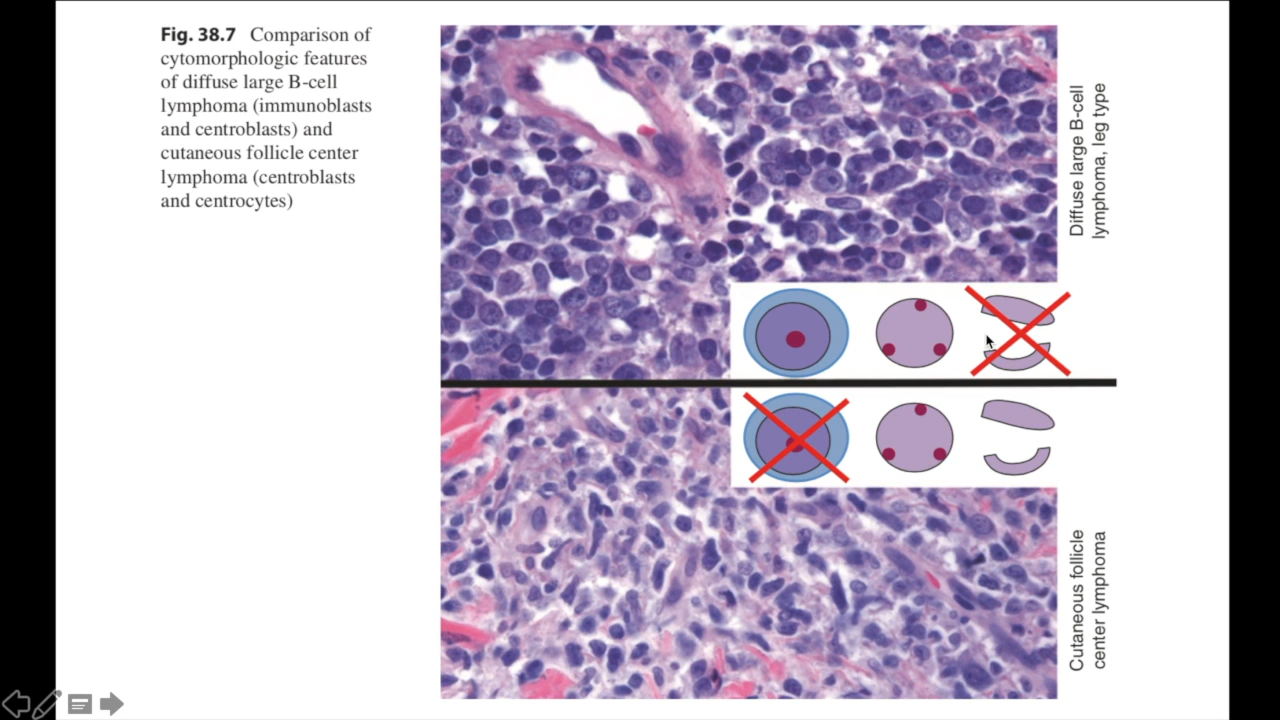 Fig. 38.7 Comparison of
cytomorphologic features
of diffuse large B-cell
lymphoma (immunoblasts
and centroblasts) and
cutaneous follicle center
lymphoma (centroblasts
and centrocytes)
Diffuse large B-cell
lymphoma, leg type
Cutaneous follicle
center lymphoma